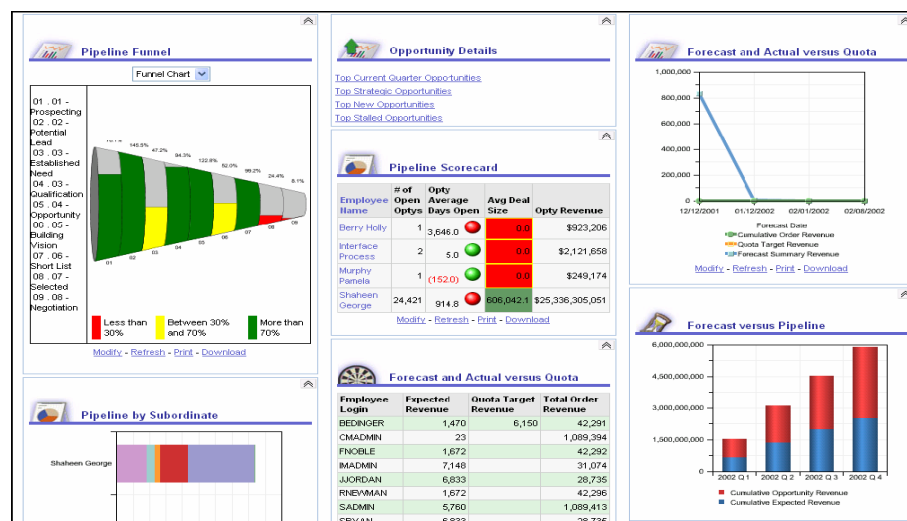 Pipeline Funnel
Funnel Chart
01 . 01 -
Prospecting
02 . 02 -
Potential
Lead
03 . 03 -
Established
Need
04 . 03 -
Qualification
05 . 04 -
Opportunity
00 . 05 -
Building
Vision
07 . 06 -
Short List
08 . 07 -
Selected
09 . 08 -
Negotiation
145.5%
47.2%
94.3%
122.8%
52.0%
99.2%
24.4%
8.1%
01
02
03
04
05
06
07
08
09
Less than
30%
Between 30%
and 70%
More than
70%
Modify - Refresh - Print - Download
Pipeline by Subordinate
Shaheen George
Opportunity Details
Top Current Quarter Opportunities
Top Strategic Opportunities
Top New Opportunities
Top Stalled Opportunities
Pipeline Scorecard
Employee Name # of Open Optys Opty Average Days Open Avg Deal Size Opty Revenue
Berry Holly 1 3,646.0 0.0 $923,206
Interface Process 2 5.0 0.0 $2,121,658
Murphy Pamela 1 (152.0) 0.0 $249,174
Shaheen George 24,421 914.8 606,042.1 $25,336,305,051
Modify - Refresh - Print - Download
Forecast and Actual versus Quota
Employee Login Expected Revenue Quota Target Revenue Total Order Revenue
BEDINGER 1,470 6,150 42,291
CMADMIN 23 1,089,394
FNOBLE 1,672 42,292
IMADMIN 7,148 31,074
JJORDAN 6,833 28,735
RNEWMAN 1,672 42,296
SADMIN 5,760 1,089,413
Forecast and Actual versus Quota
1,000,000
800,000
600,000
400,000
200,000
0
12/12/2001 01/12/2002 02/01/2002 02/08/2002
Forecast Date
Cumulative Order Revenue
Quota Target Revenue
Forecast Summary Revenue
Modify - Refresh - Print - Download
Forecast versus Pipeline
6,000,000,000
4,500,000,000
3,000,000,000
1,500,000,000
0
2002 Q 1 2002 Q 2 2002 Q 3 2002 Q 4
Cumulative Opportunity Revenue
Cumulative Expected Revenue